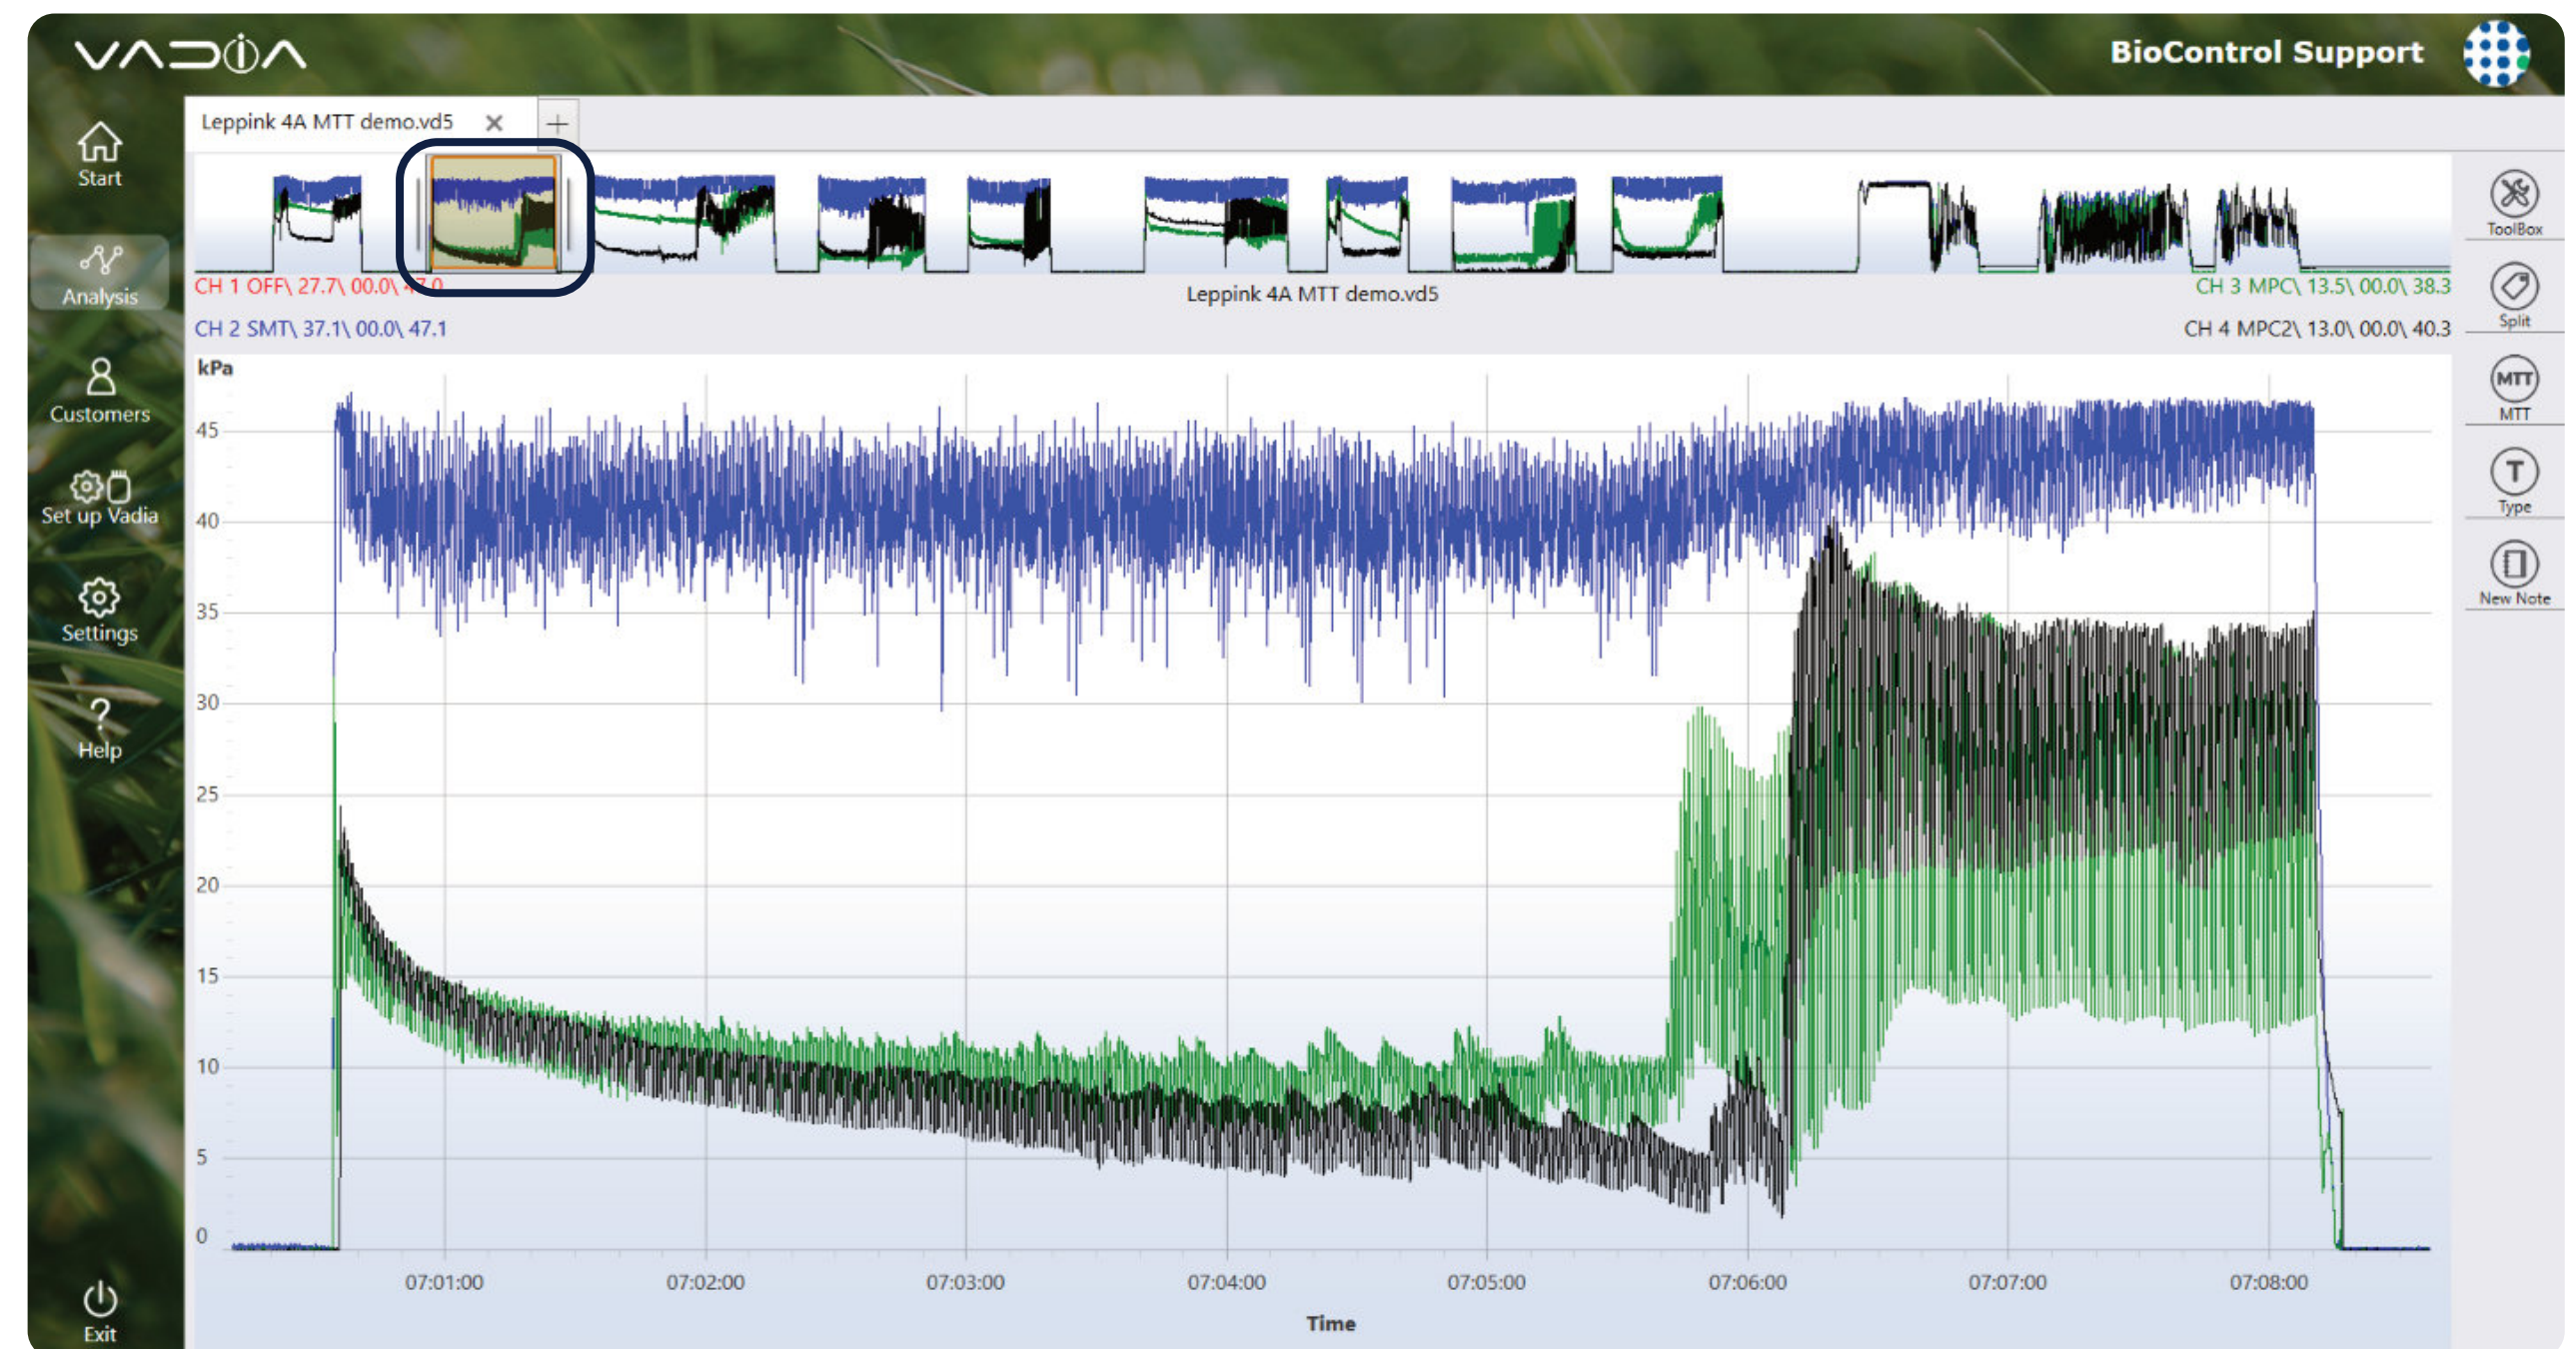 VADIA
BioControl Support
Leppink 4A MTT demo.vd5
Start
Analysis
Customers
Set up Vadia
Settings
Help
Exit
CH 1 OFF\ 27.7\ 00.0\ 47.0
CH 2 SMT\ 37.1\ 00.0\ 47.1
Leppink 4A MTT demo.vd5
CH 3 MPC\ 13.5\ 00.0\ 38.3
CH 4 MPC2\ 13.0\ 00.0\ 40.3
ToolBox
Split
MTT
MTT
T
Type
New Note
kPa
45
40
35
30
25
20
15
10
5
0
07:01:00 07:02:00 07:03:00 07:04:00 07:05:00 07:06:00 07:07:00 07:08:00
Time